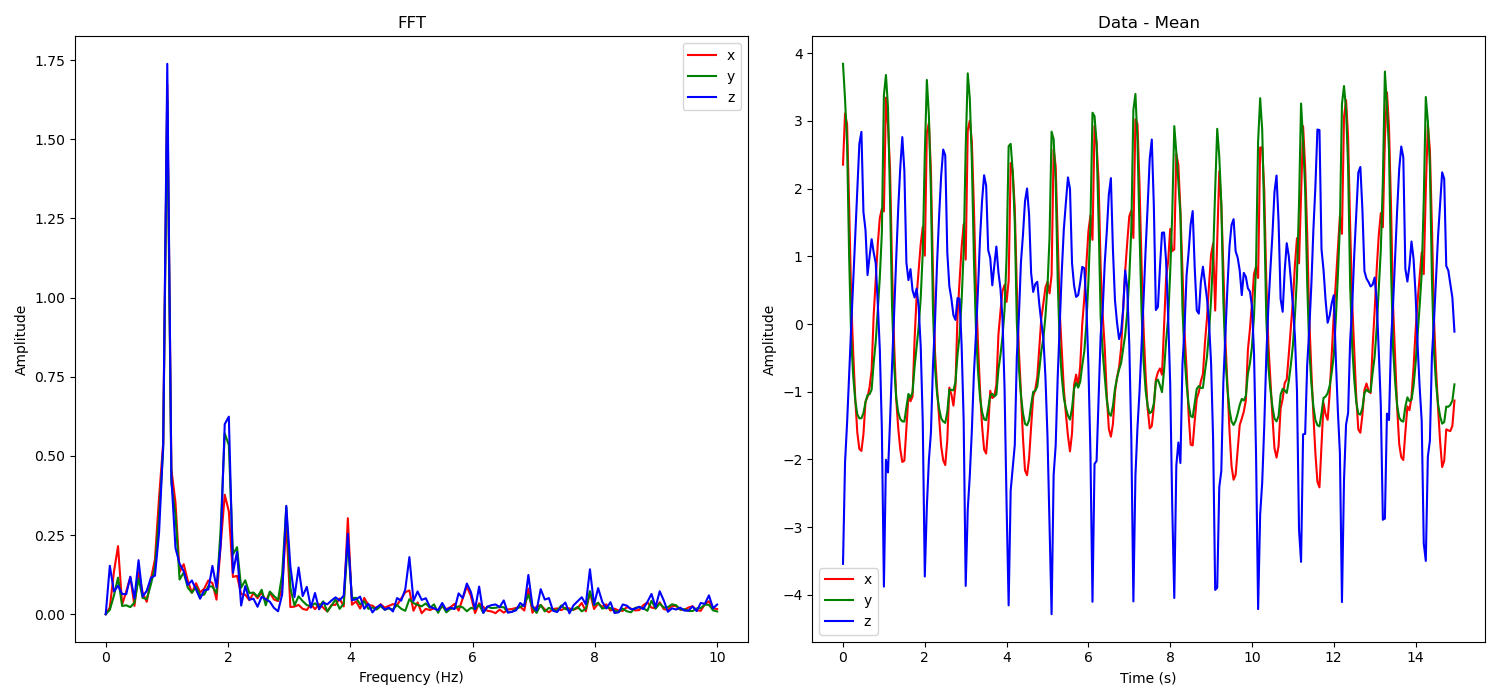 FFT
Amplitude
1.75
1.50
1.25
1.00
0.75
0.50
0.25
0.00
0 2 4 6 8 10
Frequency (Hz)
x
y
z
Data - Mean
Amplitude
4
3
2
1
0
−1
−2
−3
−4
0 2 4 6 8 10 12 14
Time (s)
x
y
z